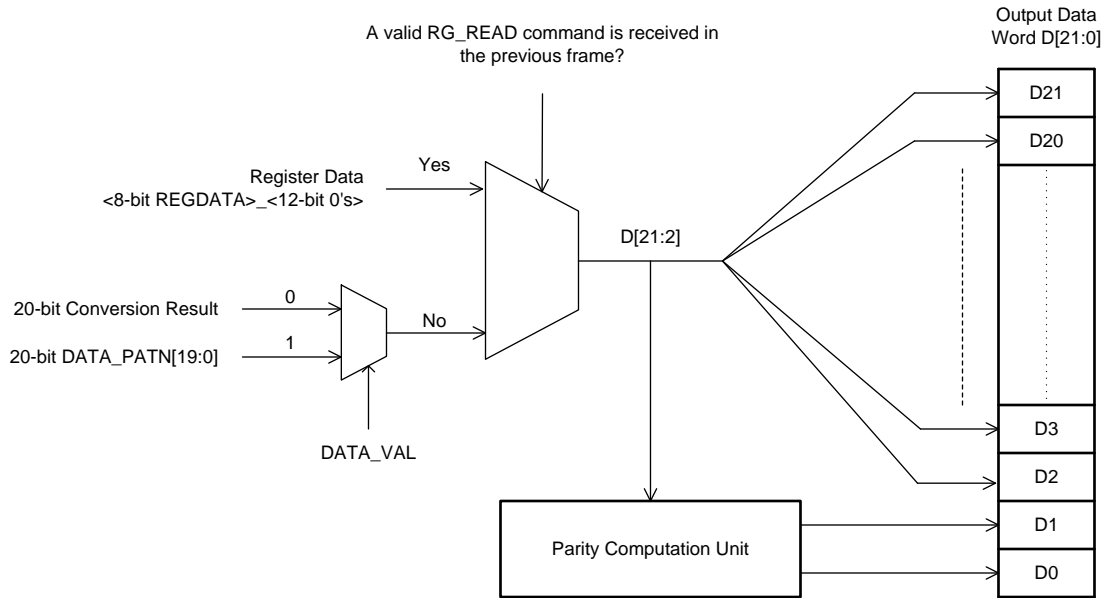 Output Data
Word D[21:0]
A valid RG_READ command is received in
the previous frame?
D21
D20
Yes
Register Data
<8-bit REGDATA>_<12-bit 0's>
D[21:2]
0
20-bit Conversion Result
No
1
20-bit DATA_PATN[19:0]
DATA_VAL
D3
D2
D1
Parity Computation Unit
D0